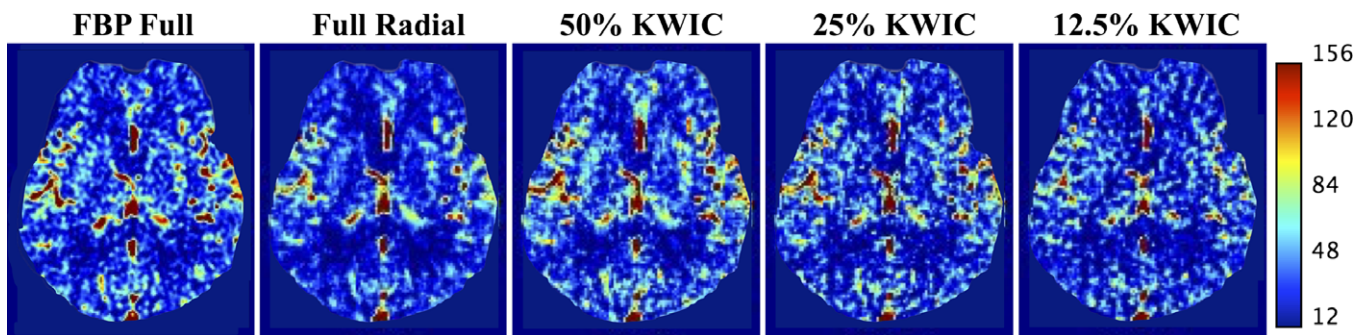 FBP Full
Full Radial
50% KWIC
25% KWIC
12.5% KWIC
156
120
84
48
12